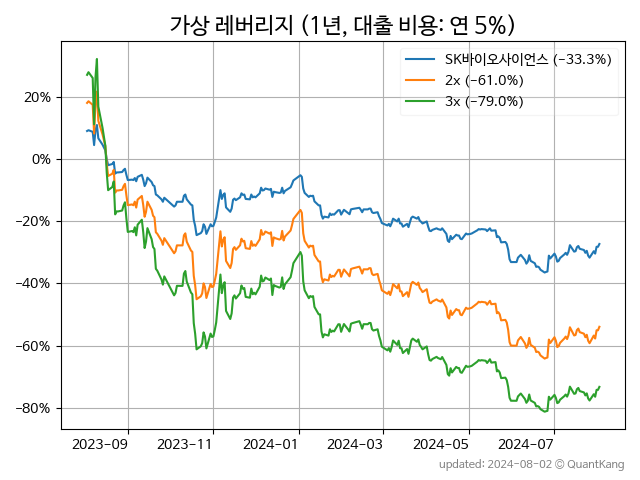 가상 레버리지 (1년, 대출 비용: 연 5%)
SK바이오사이언스 (−33.3%)
2x (−61.0%)
3x (−79.0%)
20%
0%
−20%
−40%
−60%
−80%
2023-09
2023-11
2024-01
2024-03
2024-05
2024-07
updated: 2024-08-02 © QuantKang